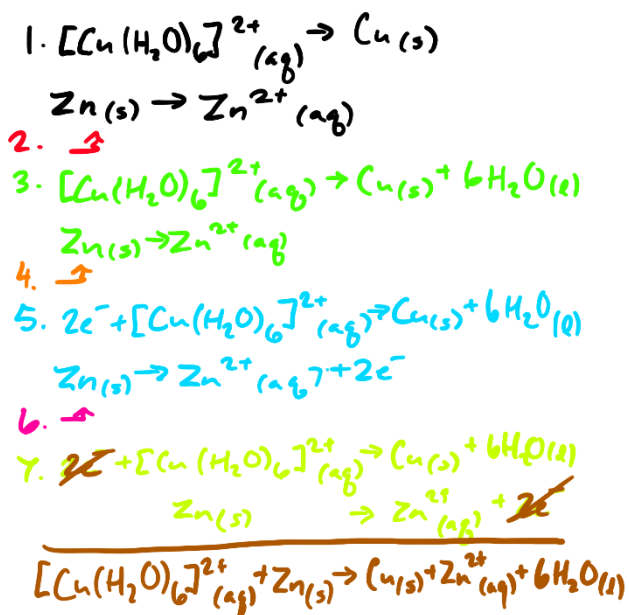 1. [Cu(H₂O)₆]²⁺(aq) → Cu(s)
Zn(s) → Zn²⁺(aq)
2. ↑
3. [Cu(H₂O)₆]²⁺(aq) → Cu(s) + 6H₂O(l)
Zn(s) → Zn²⁺(aq)
4. ↑
5. 2e⁻ + [Cu(H₂O)₆]²⁺(aq) → Cu(s) + 6H₂O(l)
Zn(s) → Zn²⁺(aq) + 2e⁻
6. ↑
7. 2e⁻ + [Cu(H₂O)₆]²⁺(aq) → Cu(s) + 6H₂O(l)
Zn(s) → Zn²⁺(aq) + 2e⁻
[Cu(H₂O)₆]²⁺(aq) + Zn(s) → Cu(s) + Zn²⁺(aq) + 6H₂O(l)